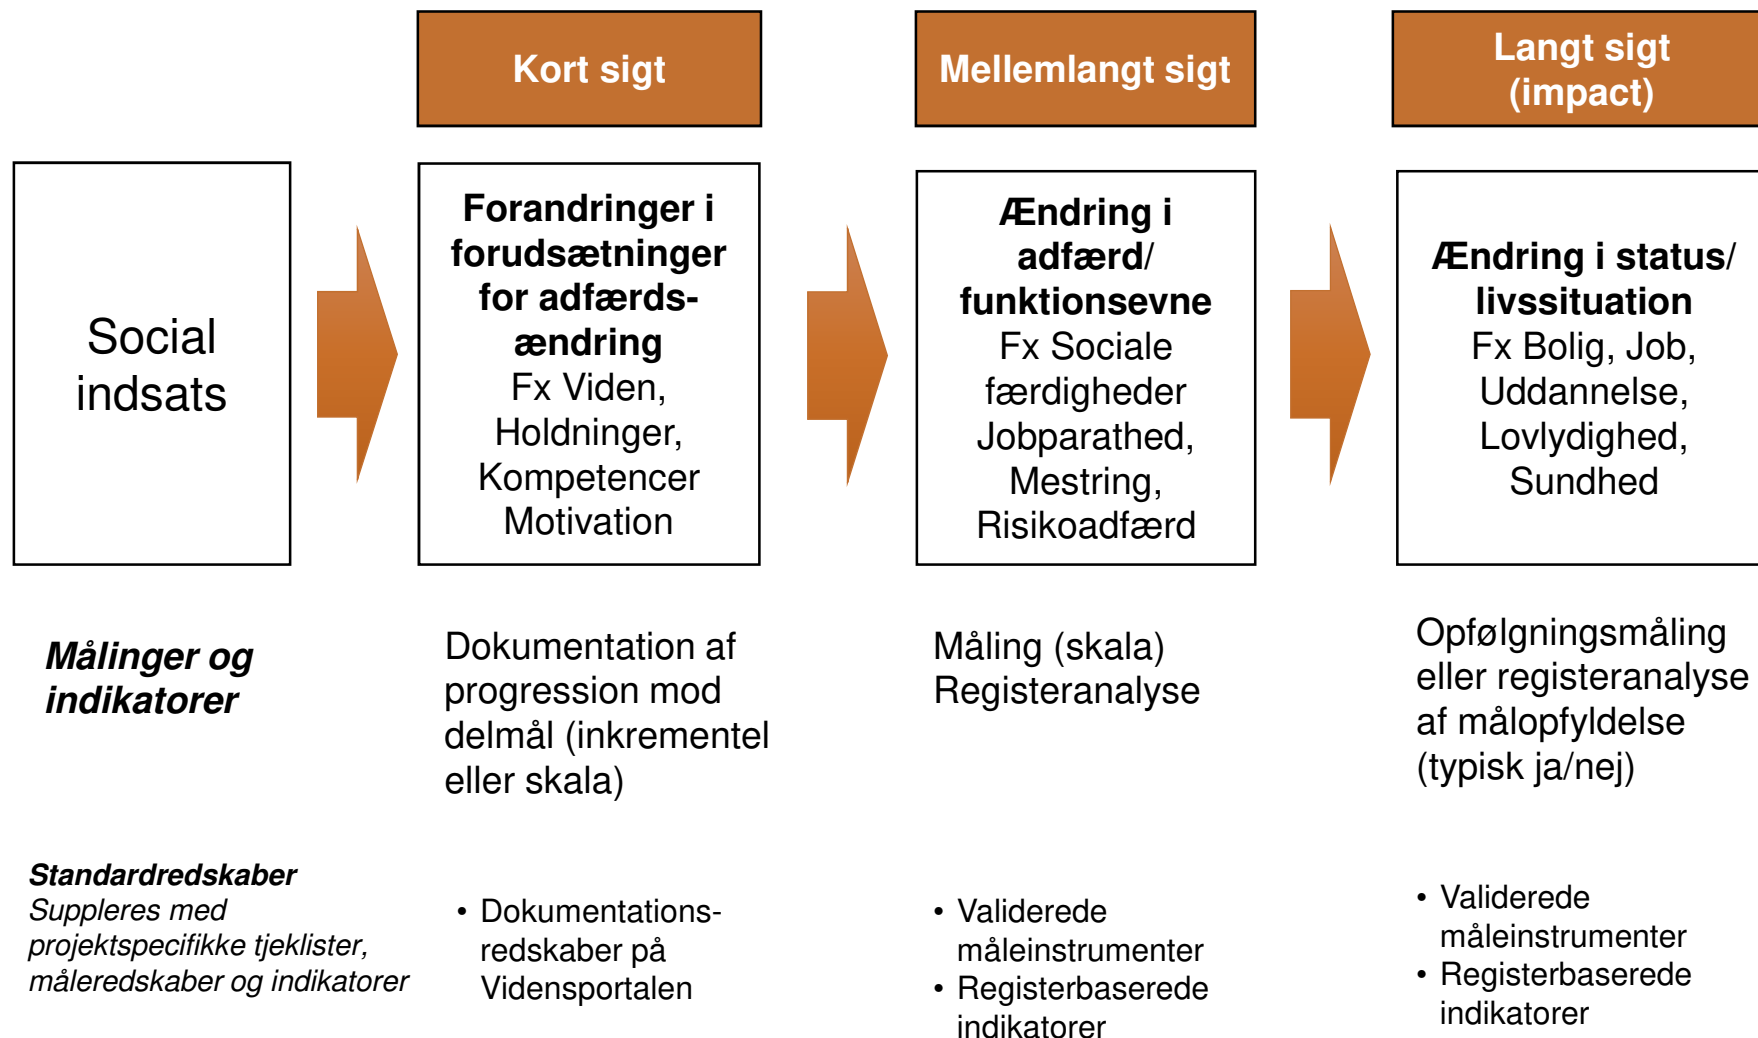 Kort sigt
Mellemlangt sigt
Langt sigt
(impact)
Social
indsats
Forandringer i
forudsætninger
for adfærds-
ændring
Fx Viden,
Holdninger,
Kompetencer
Motivation
Ændring i
adfærd/
funktionsevne
Fx Sociale
færdigheder
Jobparathed,
Mestring,
Risikoadfærd
Ændring i status/
livssituation
Fx Bolig, Job,
Uddannelse,
Lovlydighed,
Sundhed
Målinger og
indikatorer
Dokumentation af
progression mod
delmål (inkrementel
eller skala)
Måling (skala)
Registeranalyse
Opfølgningsmåling
eller registeranalyse
af målopfyldelse
(typisk ja/nej)
Standardredskaber
Suppleres med
projektspecifikke tjeklister,
måleredskaber og indikatorer
• Dokumentations-
redskaber på
Vidensportalen
• Validerede
måleinstrumenter
• Registerbaserede
indikatorer
• Validerede
måleinstrumenter
• Registerbaserede
indikatorer